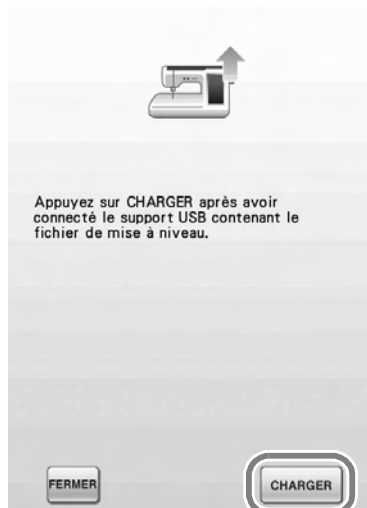 Appuyez sur CHARGER après avoir
connecté le support USB contenant le
fichier de mise à niveau.
FERMER
CHARGER